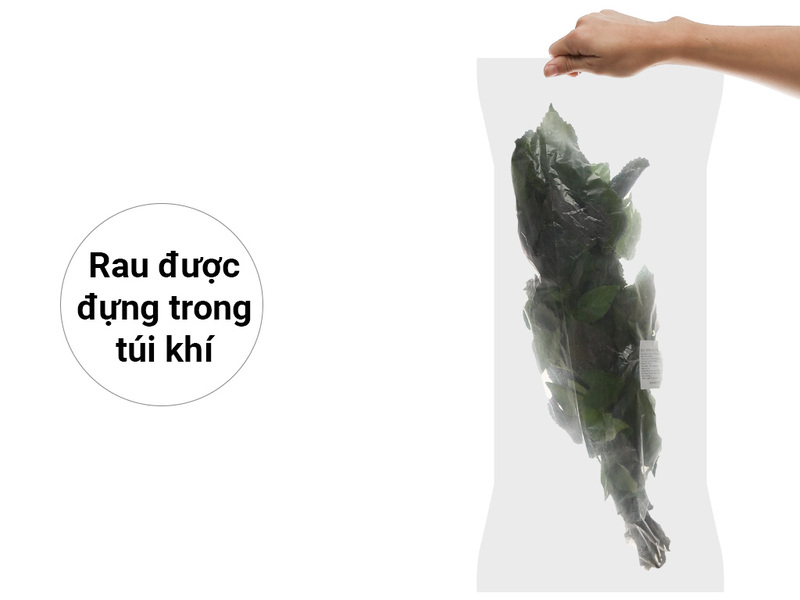 Rau được
đựng trong
túi khí